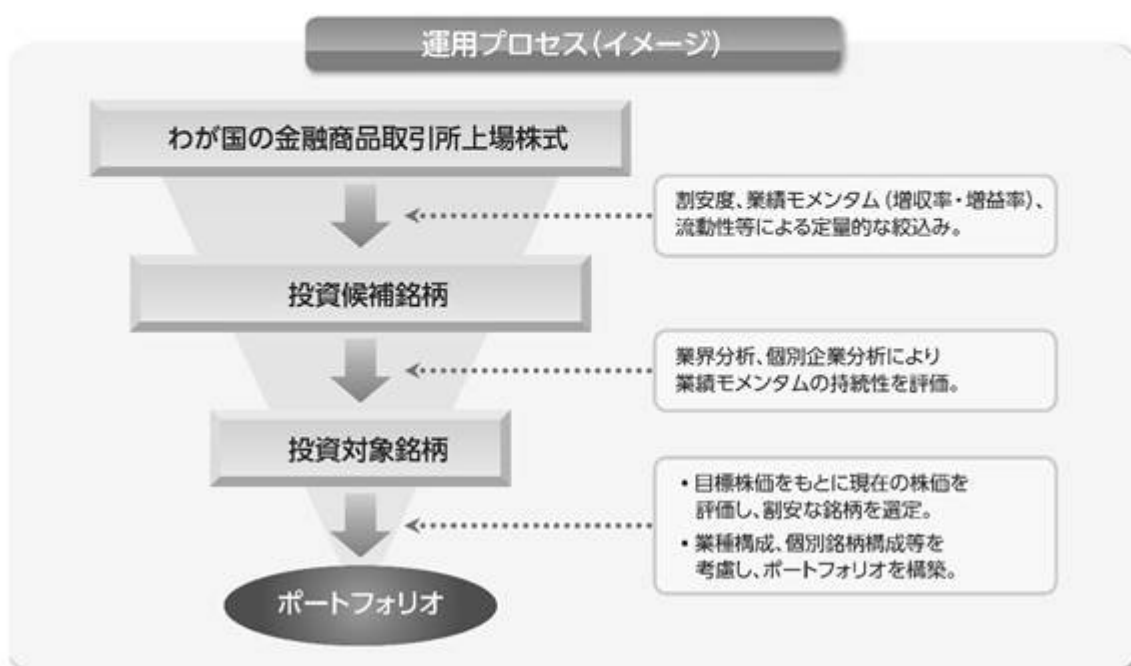 運用プロセス(イメージ)
わが国の金融商品取引所上場株式
割安度、業績モメンタム(増収率・増益率)、
流動性等による定量的な絞込み。
投資候補銘柄
業界分析、個別企業分析により
業績モメンタムの持続性を評価。
投資対象銘柄
・目標株価をもとに現在の株価を
評価し、割安な銘柄を選定。
・業種構成、個別銘柄構成等を
考慮し、ポートフォリオを構築。
ポートフォリオ